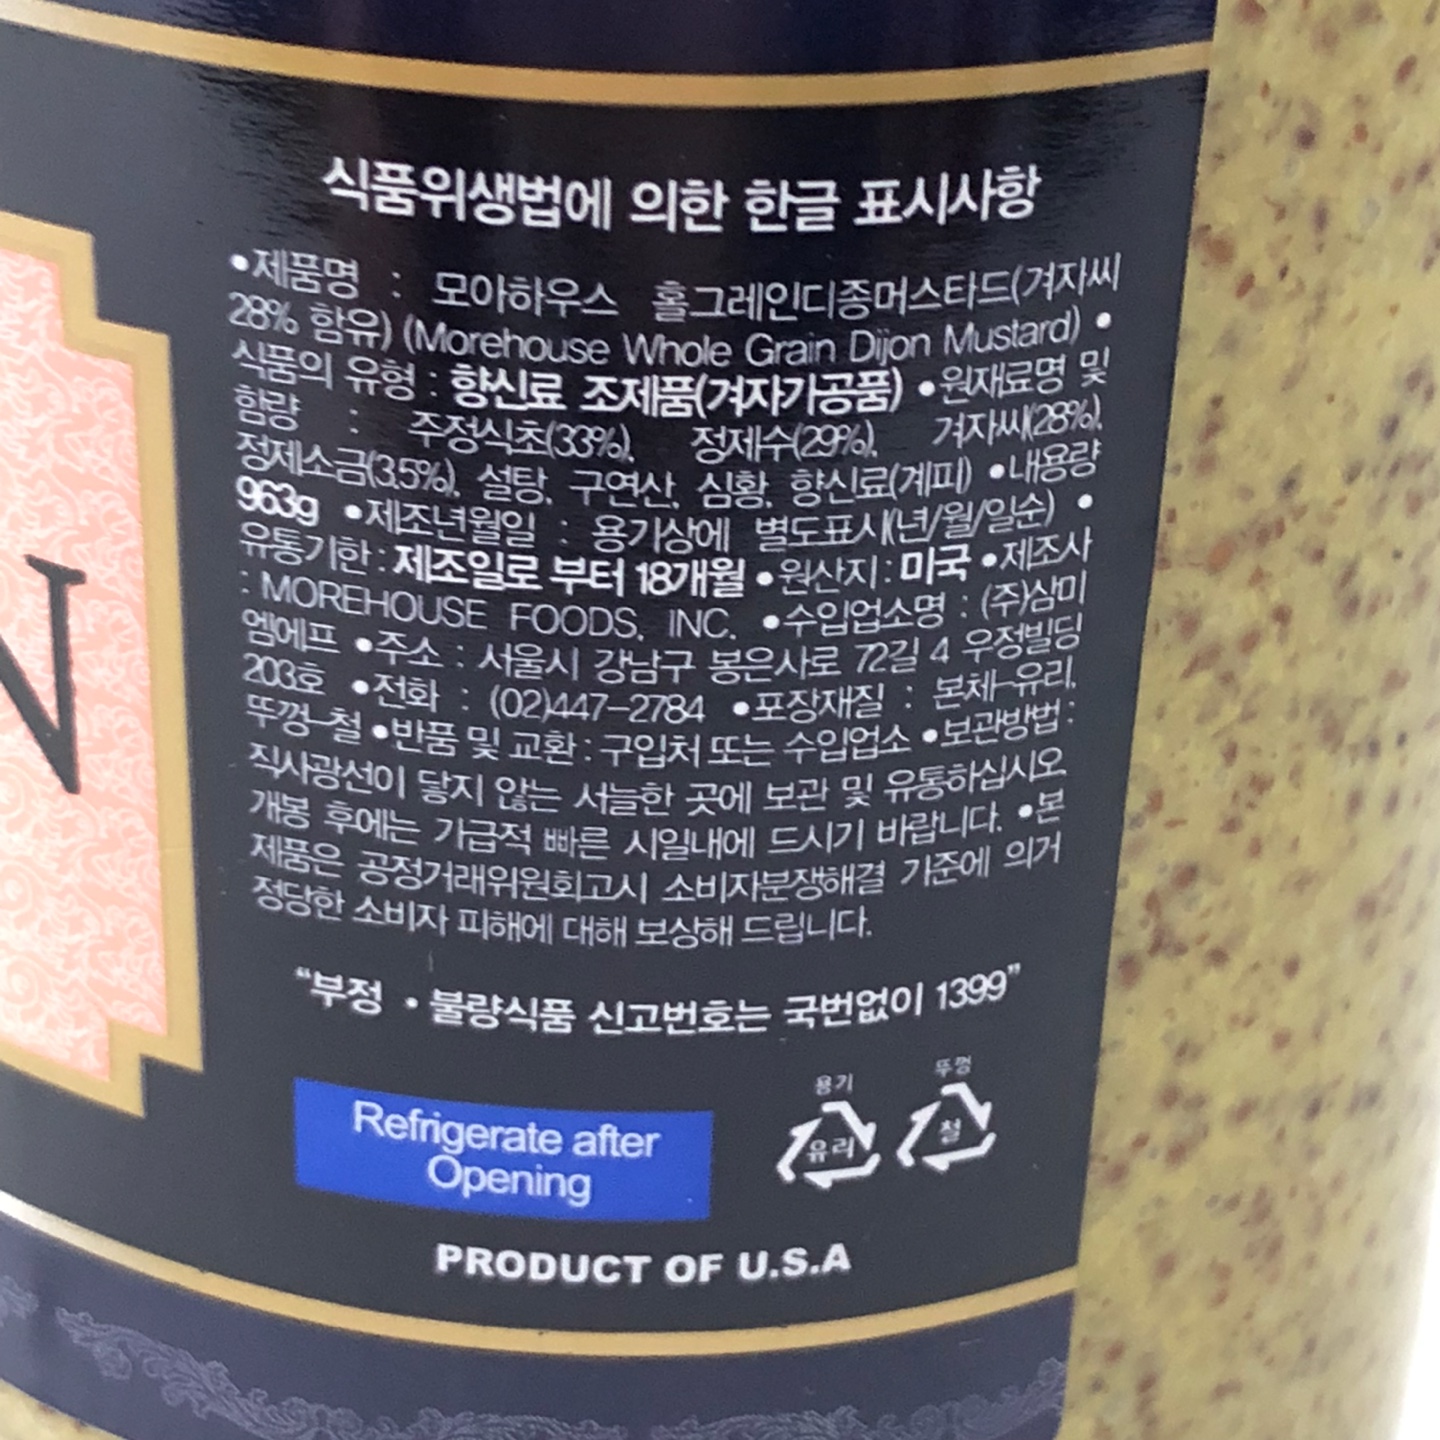 N
식품위생법에 의한 한글 표시사항
•제품명 : 모아하우스 홀그레인디종머스타드(겨자씨
28% 함유) (Morehouse Whole Grain Dijon Mustard) •
식품의 유형 : 향신료 조제품(겨자가공품) •원재료명 및
함량 : 주정식초(33%), 정제수(29%), 겨자씨(28%),
정제소금(3.5%), 설탕, 구연산, 심황, 향신료(계피) •내용량
963g •제조년월일 : 용기상에 별도표시(년/월/일순) •
유통기한 : 제조일로 부터 18개월 •원산지 : 미국 •제조사
: MOREHOUSE FOODS, INC. •수입업소명 : (주)삼미
엠에프 •주소 : 서울시 강남구 봉은사로 72길 4 우정빌딩
203호 •전화 : (02)447-2784 •포장재질 : 본체-유리,
뚜껑-철 •반품 및 교환 : 구입처 또는 수입업소 •보관방법 :
직사광선이 닿지 않는 서늘한 곳에 보관 및 유통하십시오.
개봉 후에는 가급적 빠른 시일내에 드시기 바랍니다. •본
제품은 공정거래위원회고시 소비자분쟁해결 기준에 의거
정당한 소비자 피해에 대해 보상해 드립니다.
“부정 • 불량식품 신고번호는 국번없이 1399”
용기
유리
뚜껑
철
Refrigerate after
Opening
PRODUCT OF U.S.A